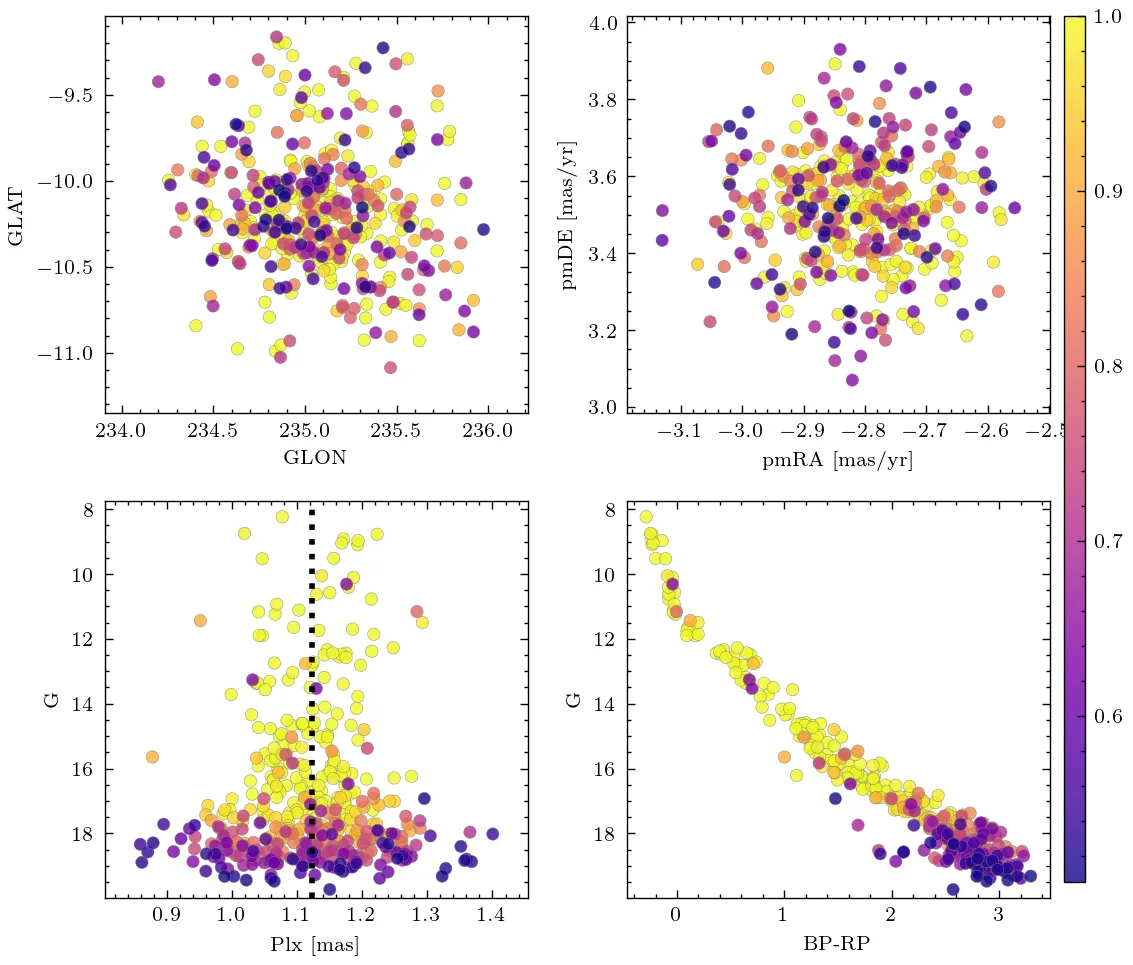 −9.5
−10.0
−10.5
−11.0
GLAT
234.0 234.5 235.0 235.5 236.0
GLON
4.0
3.8
3.6
3.4
3.2
3.0
pmDE [mas/yr]
−3.1 −3.0 −2.9 −2.8 −2.7 −2.6 −2.5
pmRA [mas/yr]
1.0
0.9
0.8
0.7
0.6
8
10
12
14
16
18
G
0.9 1.0 1.1 1.2 1.3 1.4
Plx [mas]
8
10
12
14
16
18
G
0 1 2 3
BP-RP